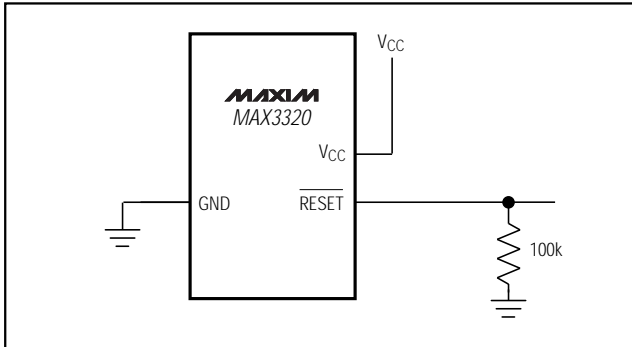 VCC
MAXIM
MAX3320
VCC
GND
RESET
100k